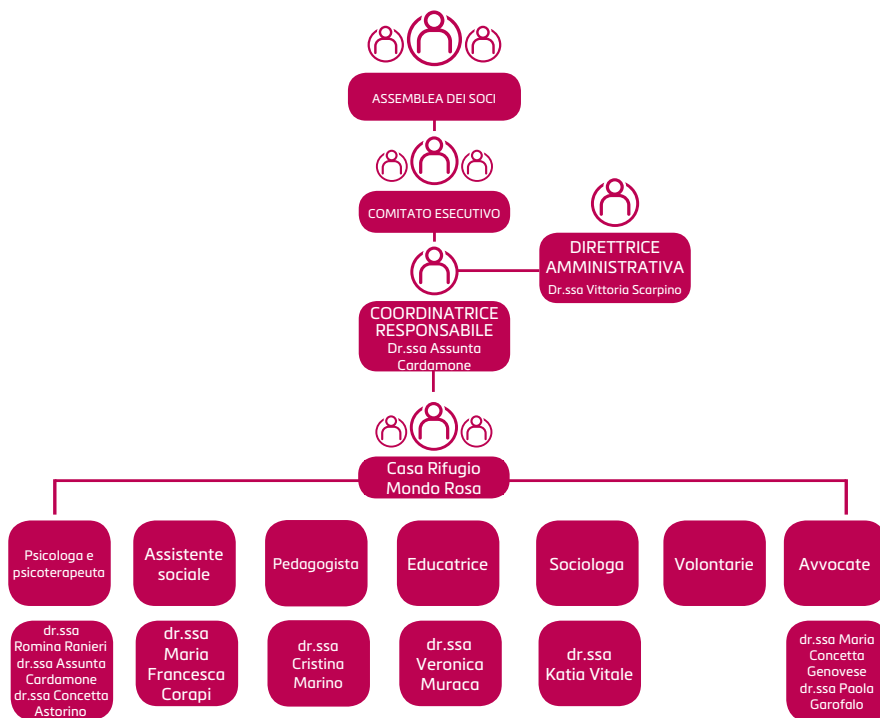 ASSEMBLEA DEI SOCI
COMITATO ESECUTIVO
DIRETTRICE
AMMINISTRATIVA
Dr.ssa Vittoria Scarpino
COORDINATRICE
RESPONSABILE
Dr.ssa Assunta
Cardamone
Casa Rifugio
Mondo Rosa
Psicologa e
psicoterapeuta
Assistente
sociale
Pedagogista
Educatrice
Sociologa
Volontarie
Avvocate
dr.ssa
Romina Ranieri
dr.ssa Assunta
Cardamone
dr.ssa Concetta
Astorino
dr.ssa
Maria
Francesca
Corapi
dr.ssa
Cristina
Marino
dr.ssa
Veronica
Muraca
dr.ssa
Katia Vitale
dr.ssa Maria
Concetta
Genovese
dr.ssa Paola
Garofalo